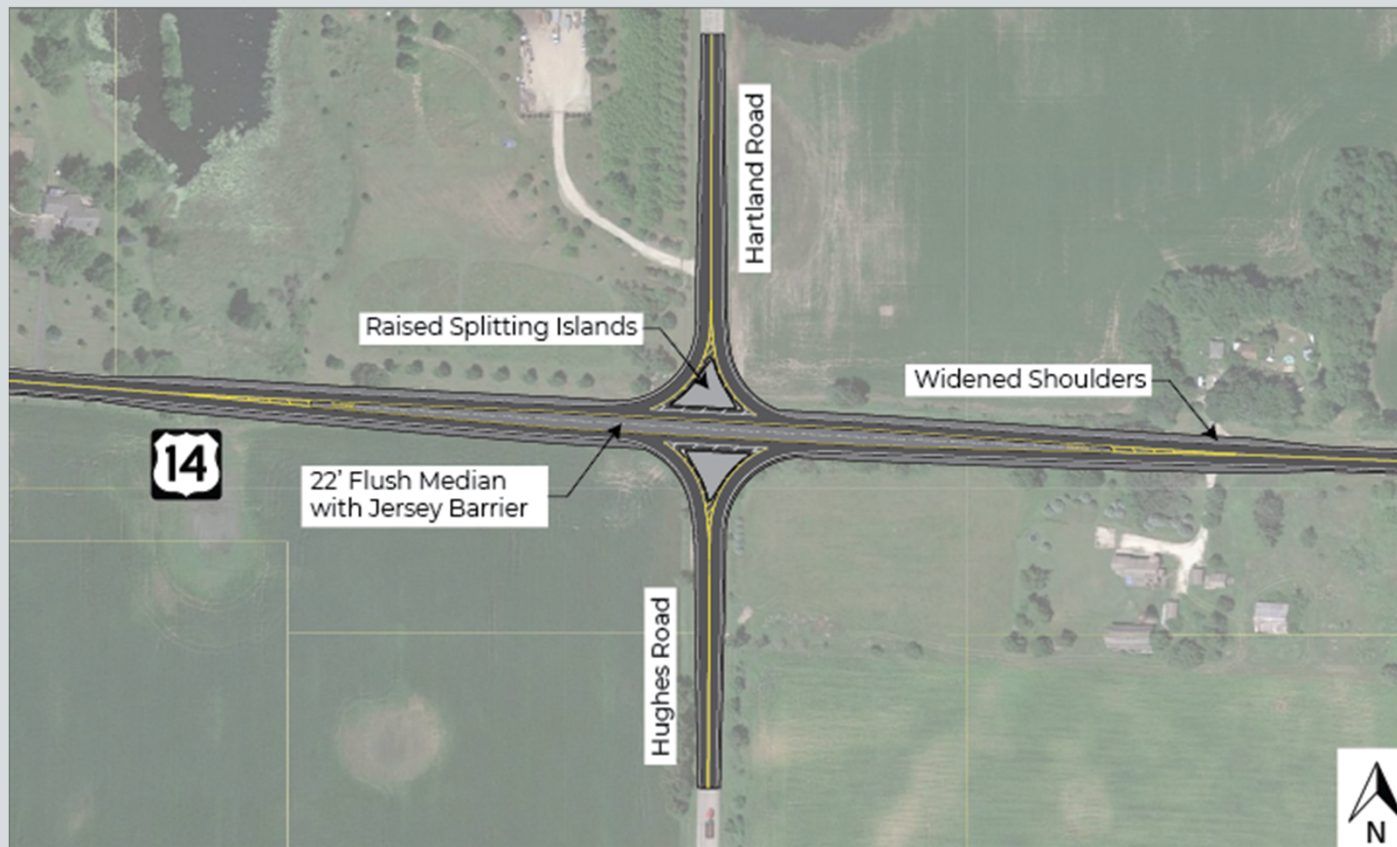 Hartland Road
Raised Splitting Islands
Widened Shoulders
14
22' Flush Median
with Jersey Barrier
Hughes Road
N